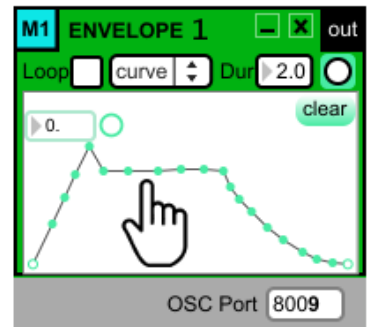 M1 ENVELOPE 1 out
Loop curve Dur 2.0
clear
0.
OSC Port 8009